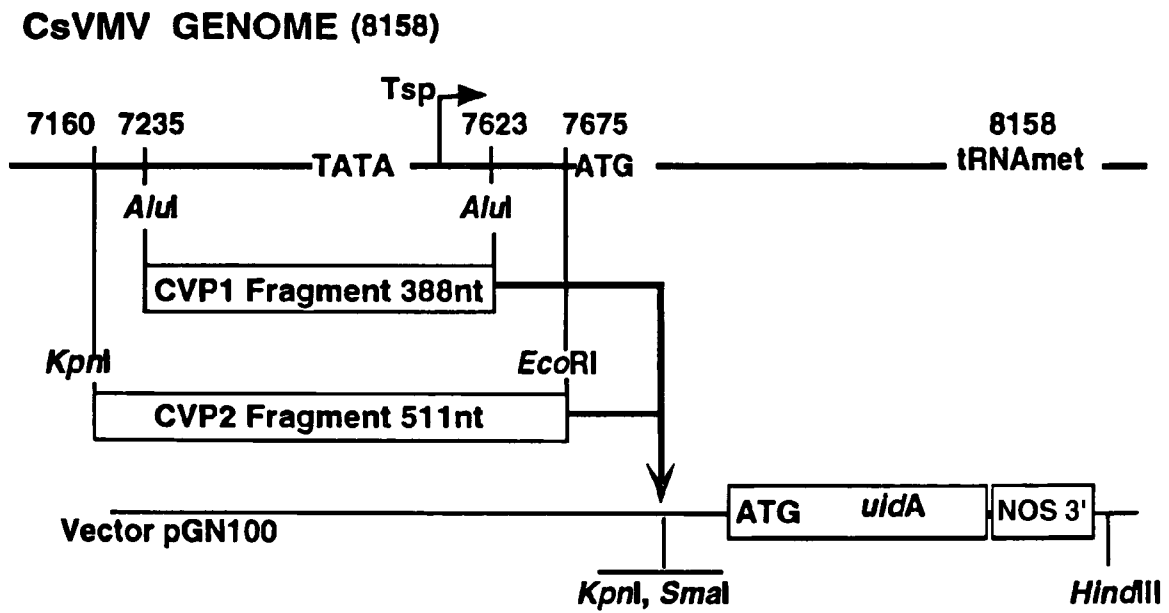 CsVMV GENOME (8158)
Tsp
7160 7235 7623 7675 8158
TATA ATG tRNAmet
AluI AluI
CVP1 Fragment 388nt
KpnI EcoRI
CVP2 Fragment 511nt
ATG uidA NOS 3'
Vector pGN100
KpnI, SmaI HindIII